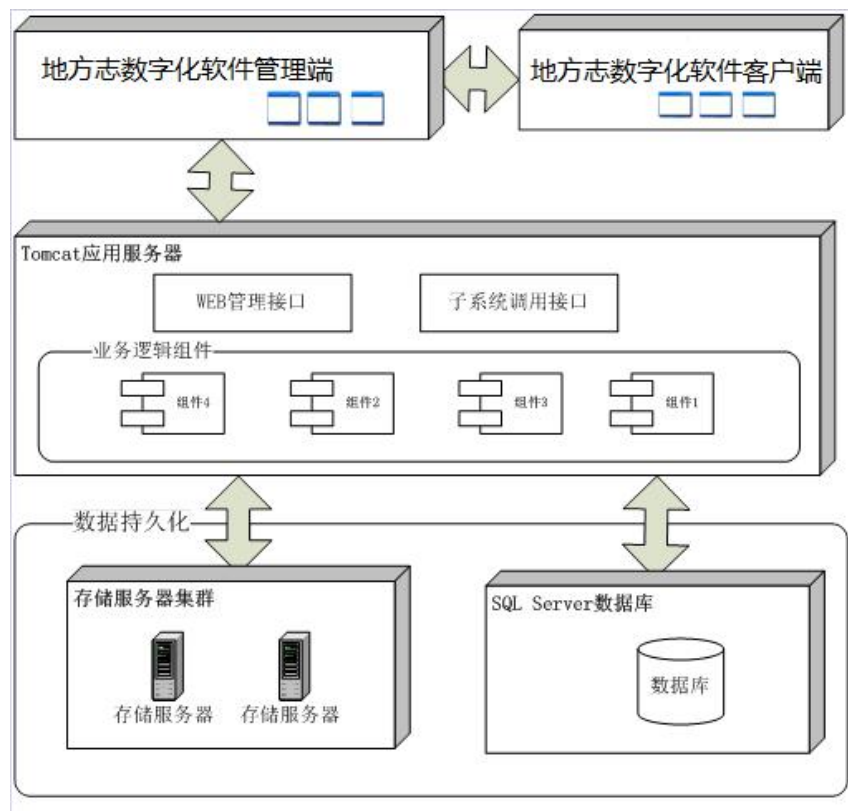 地方志数字化软件管理端
地方志数字化软件客户端
Tomcat应用服务器
WEB管理接口
子系统调用接口
业务逻辑组件
组件4
组件2
组件3
组件1
数据持久化
存储服务器集群
SQL Server数据库
存储服务器
存储服务器
数据库